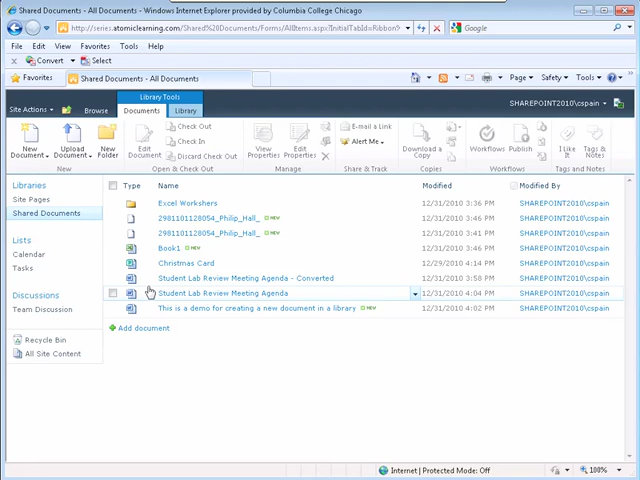 Shared Documents - All Documents - Windows Internet Explorer provided by Columbia College Chicago
http://series.atomiclearning.com/Shared%20Documents/Forms/AllItems.aspx?InitialTabId=Ribbon%
Google
File Edit View Favorites Tools Help
Convert Select
Favorites Shared Documents - All Documents Page Safety Tools
Library Tools
Site Actions Browse Documents Library SHAREPOINT2010\cspain
New Document Upload Document New Folder
New
Edit Document Check Out Check In Discard Check Out
Open & Check Out
View Properties Edit Properties
Manage
E-mail a Link Alert Me
Share & Track
Download a Copy
Copies
Workflows Publish
Workflows
I Like It Tags & Notes
Tags and Notes
Libraries
Site Pages
Shared Documents
Lists
Calendar
Tasks
Discussions
Team Discussion
Recycle Bin
All Site Content
Type Name Modified Modified By
Excel Workshers 12/31/2010 3:36 PM SHAREPOINT2010\cspain
2981101128054_Philip_Hall_ NEW 12/31/2010 3:46 PM SHAREPOINT2010\cspain
2981101128054_Philip_Hall_ NEW 12/31/2010 3:41 PM SHAREPOINT2010\cspain
Book1 NEW 12/31/2010 3:46 PM SHAREPOINT2010\cspain
Christmas Card 12/29/2010 4:14 PM SHAREPOINT2010\cspain
Student Lab Review Meeting Agenda - Converted 12/31/2010 3:58 PM SHAREPOINT2010\cspain
Student Lab Review Meeting Agenda 12/31/2010 4:04 PM SHAREPOINT2010\cspain
This is a demo for creating a new document in a library NEW 12/31/2010 4:02 PM SHAREPOINT2010\cspain
Add document
Internet | Protected Mode: Off 100%